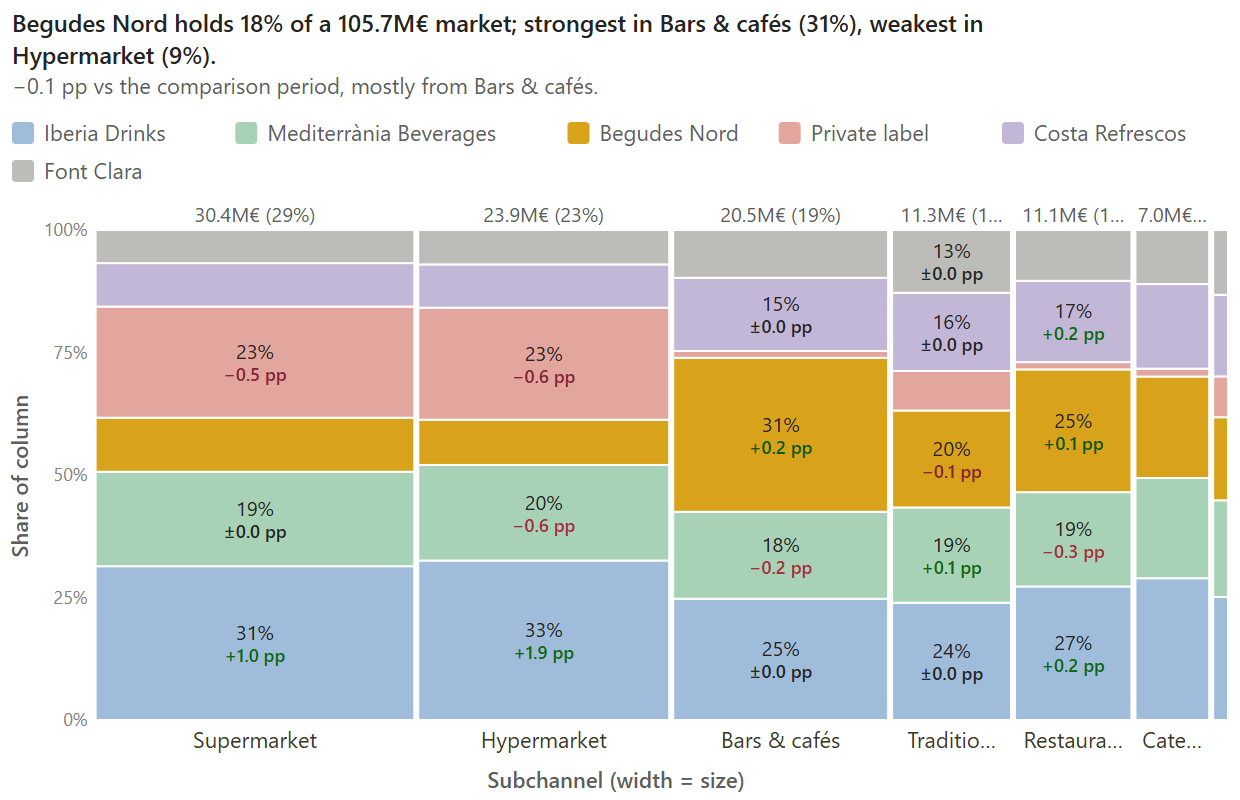 Begudes Nord holds 18% of a 105.7M€ market; strongest in Bars & cafés (31%), weakest in
Hypermarket (9%).
−0.1 pp vs the comparison period, mostly from Bars & cafés.
Iberia Drinks
Mediterrània Beverages
Begudes Nord
Private label
Costa Refrescos
Font Clara
30.4M€ (29%)
23.9M€ (23%)
20.5M€ (19%)
11.3M€ (1...
11.1M€ (1...
7.0M€...
100%
75%
50%
25%
0%
Share of column
23%
−0.5 pp
19%
±0.0 pp
31%
+1.0 pp
23%
−0.6 pp
20%
−0.6 pp
33%
+1.9 pp
15%
±0.0 pp
31%
+0.2 pp
18%
−0.2 pp
25%
±0.0 pp
13%
±0.0 pp
16%
±0.0 pp
20%
−0.1 pp
19%
+0.1 pp
24%
±0.0 pp
17%
+0.2 pp
25%
+0.1 pp
19%
−0.3 pp
27%
+0.2 pp
Supermarket
Hypermarket
Bars & cafés
Traditio...
Restaura...
Cate...
Subchannel (width = size)